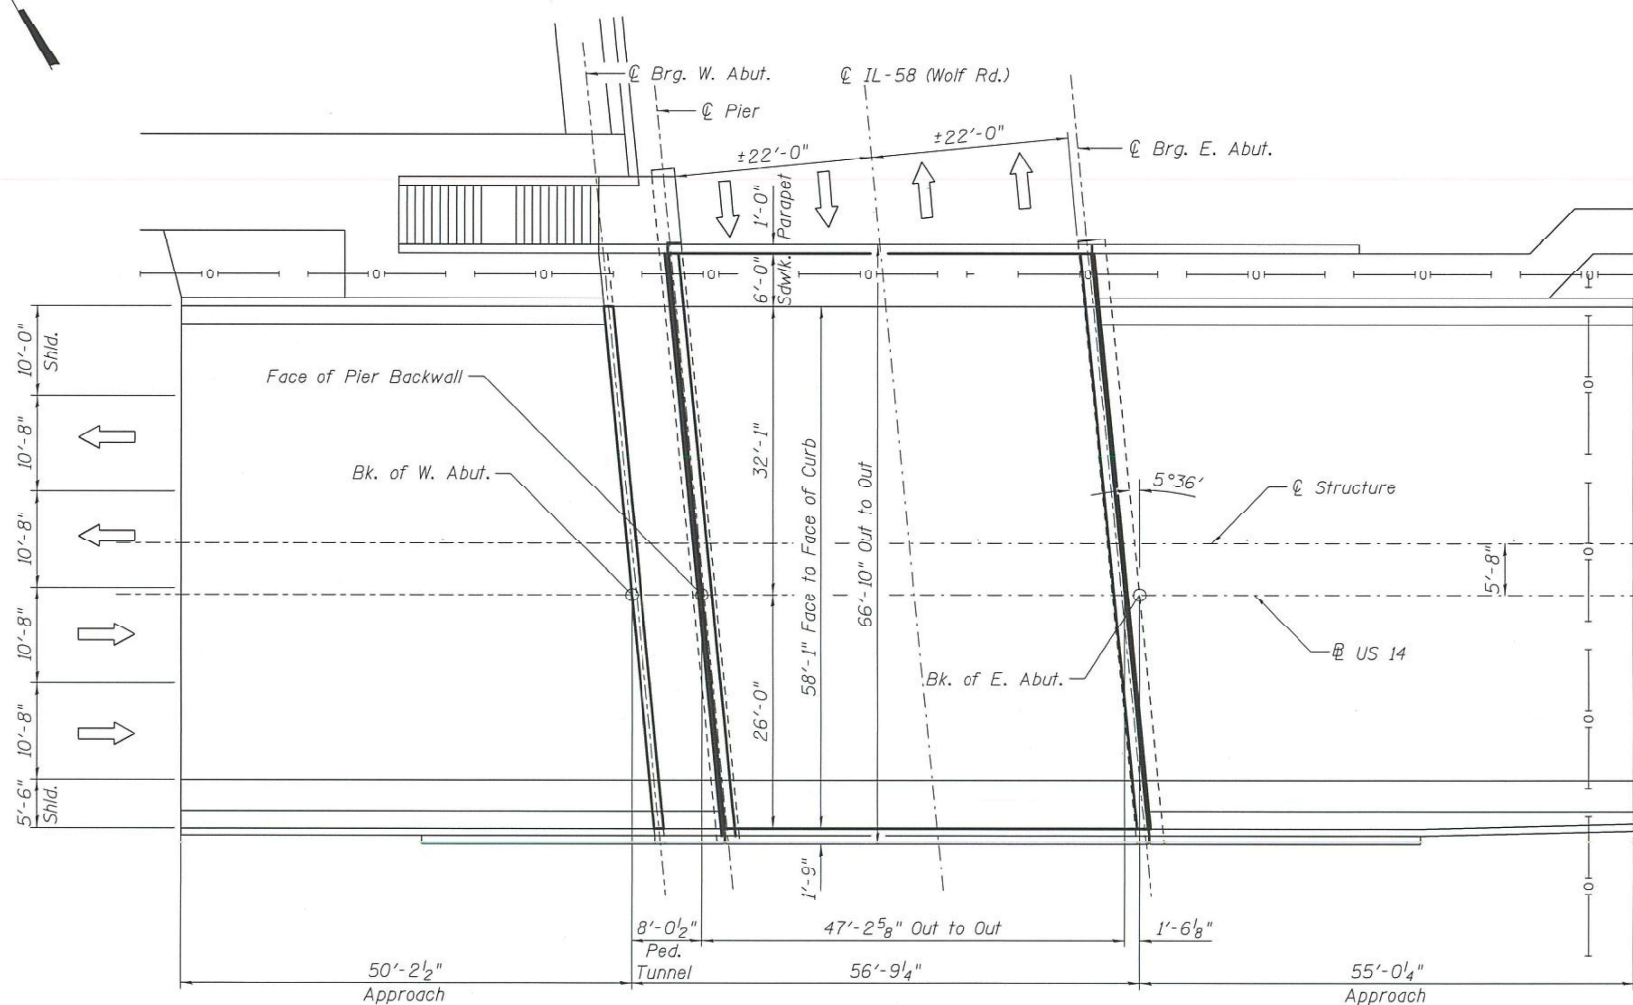 ℄ Brg. W. Abut.
℄ IL-58 (Wolf Rd.)
℄ Pier
±22'-0"
±22'-0"
℄ Brg. E. Abut.
1'-0"
Parapet
6'-0"
Sdwlk.
10'-0"
Shld.
10'-8"
10'-8"
10'-8"
10'-8"
5'-6"
Shld.
Face of Pier Backwall
Bk. of W. Abut.
32'-1"
26'-0"
58'-1" Face to Face of Curb
66'-10" Out to Out
5°36'
℄ Structure
5'-8"
Bk. of E. Abut.
US 14
1'-9"
8'-0½"
Ped.
Tunnel
47'-2⅝" Out to Out
1'-6⅛"
50'-2½"
Approach
56'-9¼"
55'-0¼"
Approach